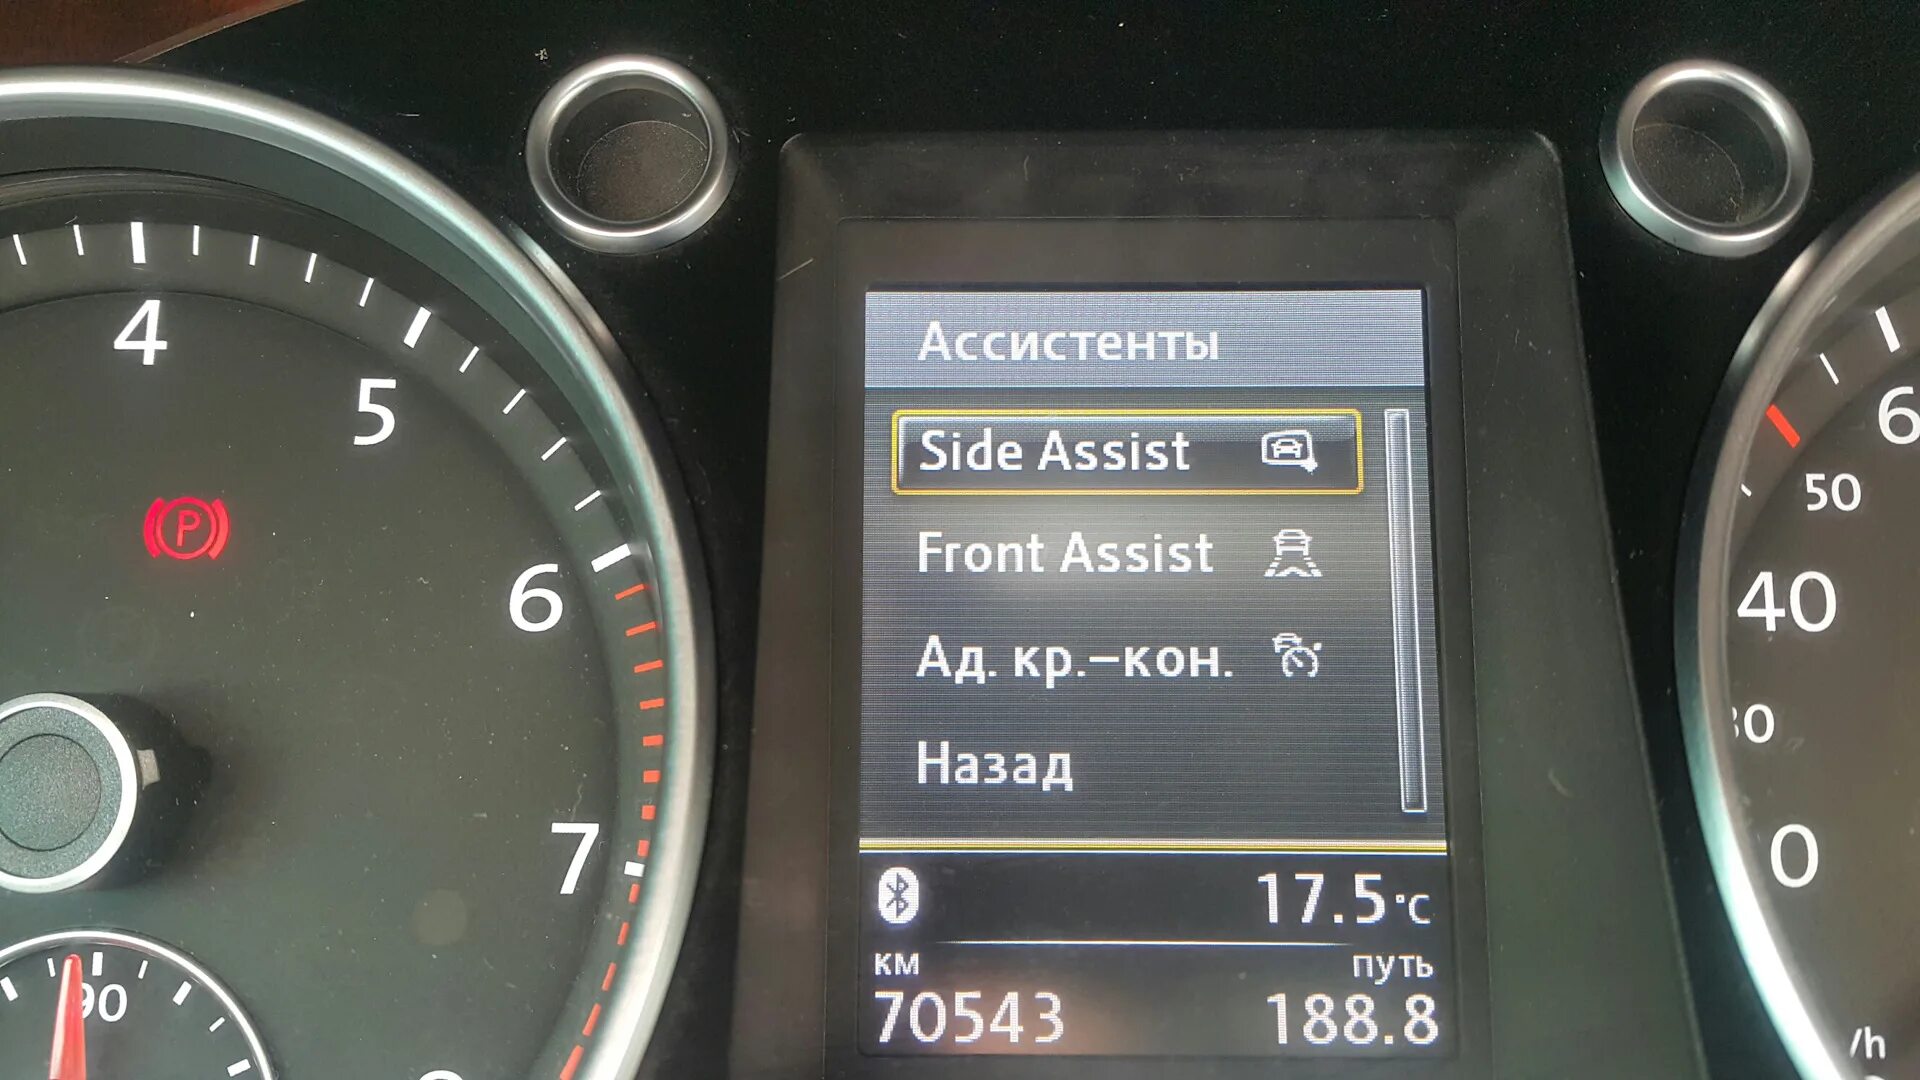 4
5
6
7
P
90
Ассистенты
Side Assist
Front Assist
Ад. кр.–кон.
Назад
17.5°C
км путь
70543 188.8
6
50
40
0
/h